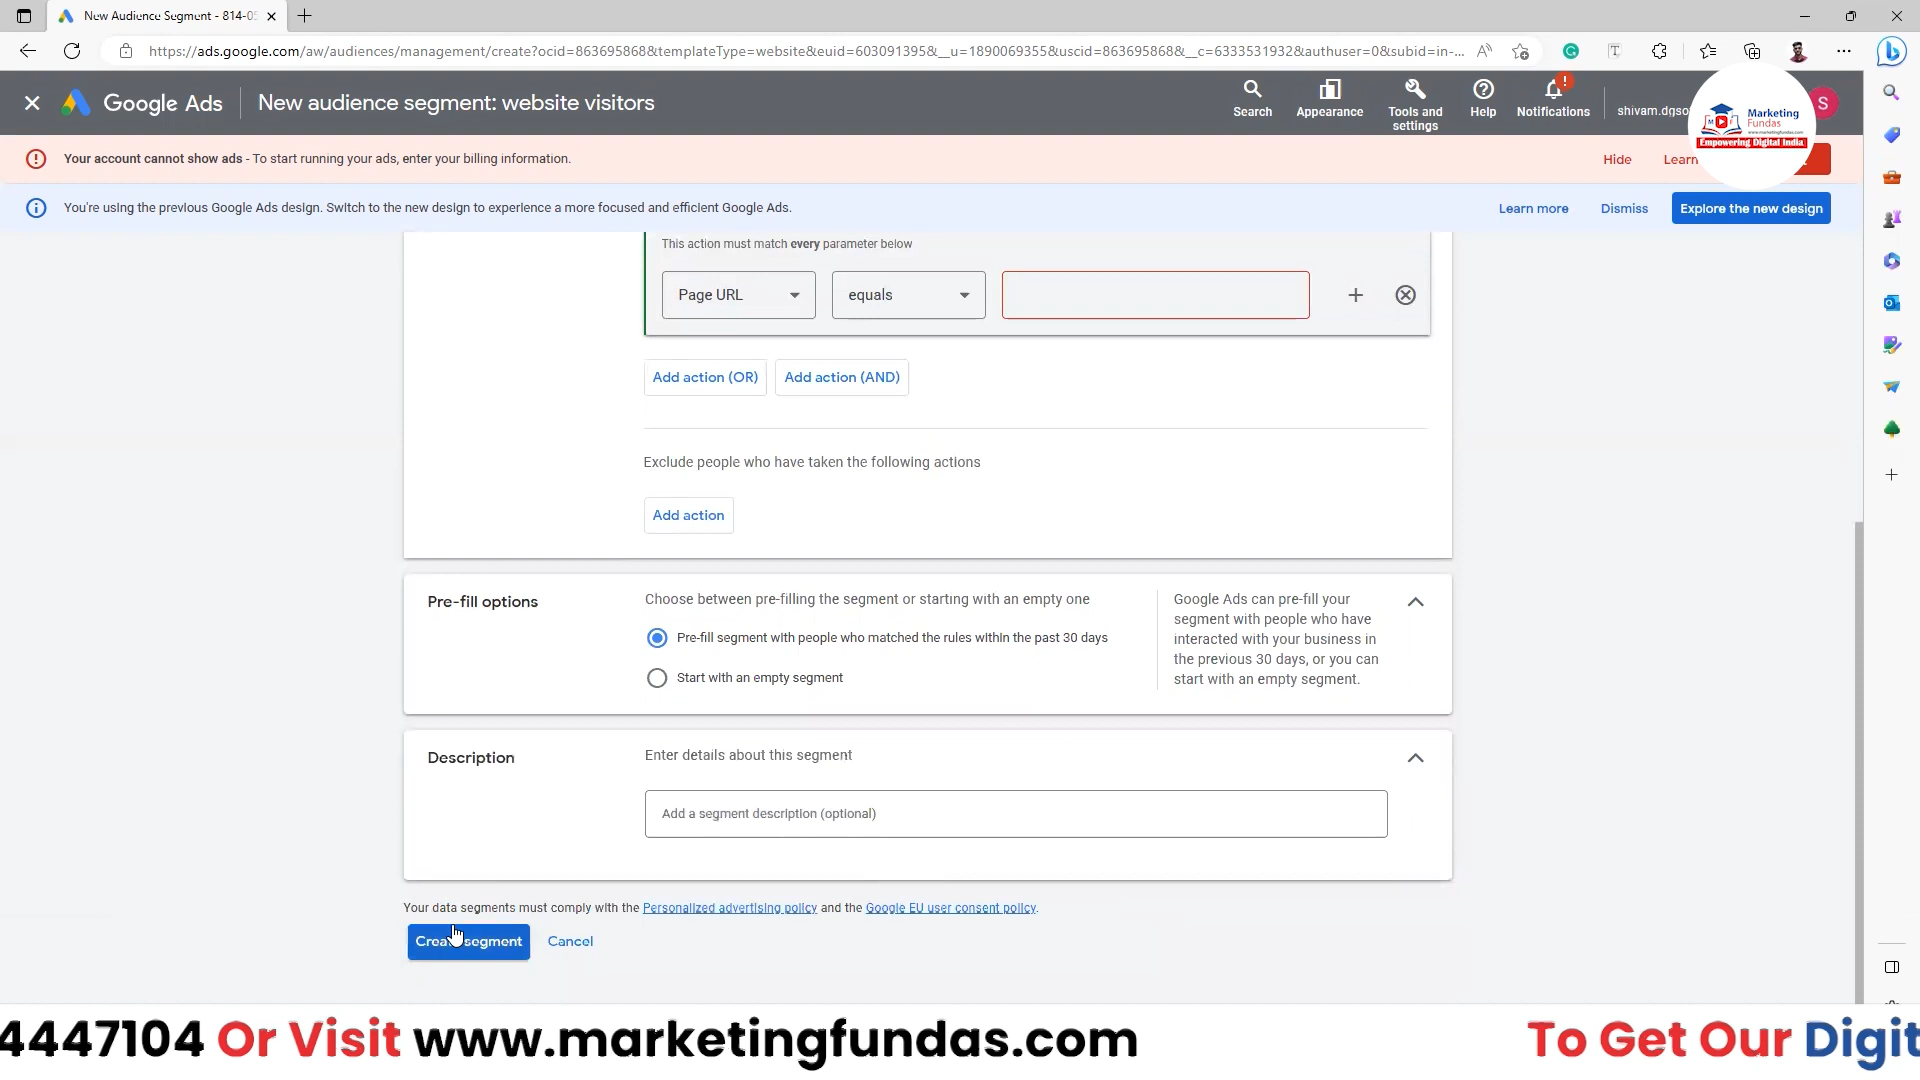 New Audience Segment - 814-05
https://ads.google.com/aw/audiences/management/create?ocid=863695868&templateType=website&euid=603091395&__u=1890069355&uscid=863695868&__c=6333531932&authuser=0&subid=in-...
Google Ads
New audience segment: website visitors
Search
Appearance
Tools and settings
Help
Notifications
shivam.dgso
S
Marketing
Fundas
www.marketingfundas.com
Empowering Digital India
Your account cannot show ads - To start running your ads, enter your billing information.
Hide
Learn
You're using the previous Google Ads design. Switch to the new design to experience a more focused and efficient Google Ads.
Learn more
Dismiss
Explore the new design
This action must match every parameter below
Page URL
equals
Add action (OR)
Add action (AND)
Exclude people who have taken the following actions
Add action
Pre-fill options
Choose between pre-filling the segment or starting with an empty one
Pre-fill segment with people who matched the rules within the past 30 days
Start with an empty segment
Google Ads can pre-fill your
segment with people who have
interacted with your business in
the previous 30 days, or you can
start with an empty segment.
Description
Enter details about this segment
Add a segment description (optional)
Your data segments must comply with the Personalized advertising policy and the Google EU user consent policy.
Create segment
Cancel
4447104 Or Visit www.marketingfundas.com
To Get Our Digit